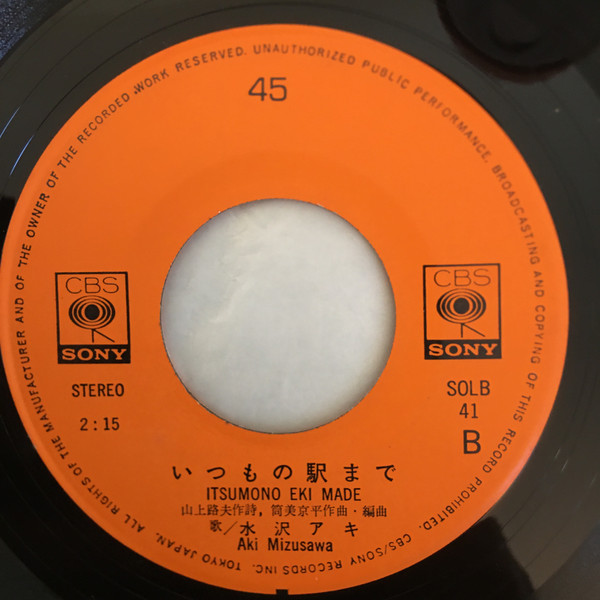 ALL RIGHTS OF THE MANUFACTURER AND OF THE OWNER OF THE RECORDED WORK RESERVED. UNAUTHORIZED PUBLIC PERFORMANCE, BROADCASTING AND COPYING OF THIS RECORD PROHIBITED. CBS/SONY RECORDS INC. TOKYO JAPAN.
45
CBS
SONY
CBS
SONY
STEREO
2:15
SOLB
41
B
いつもの駅まで
ITSUMONO EKI MADE
山上路夫作詩,筒美京平作曲・編曲
歌/水沢アキ
Aki Mizusawa